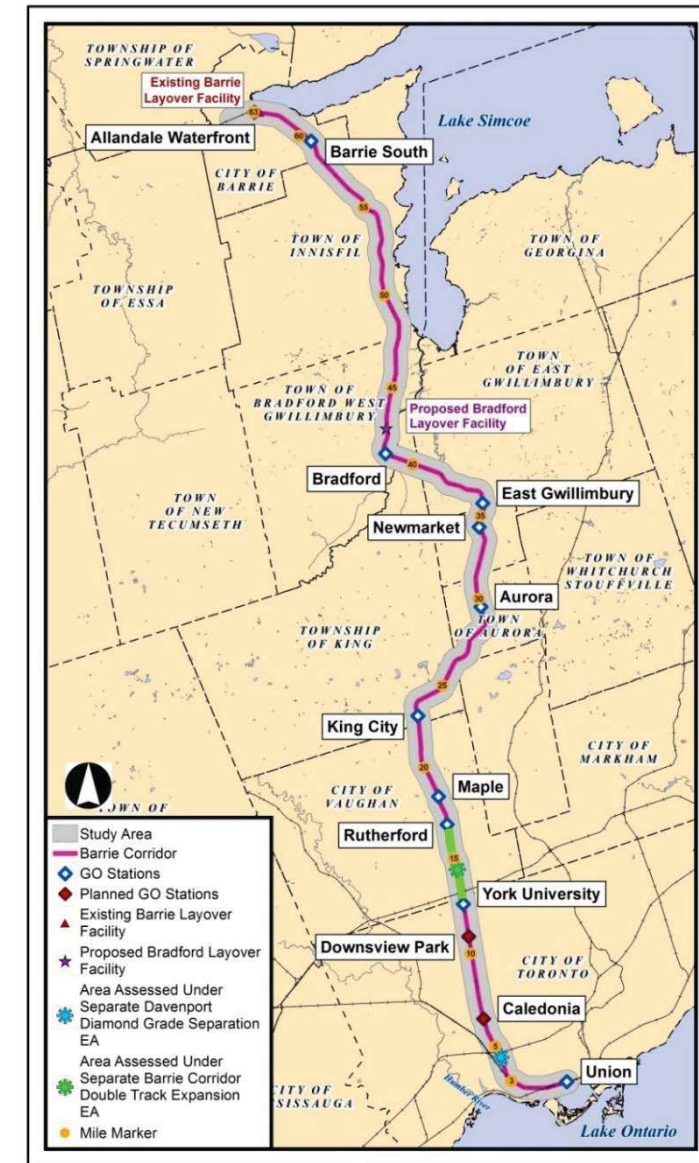 TOWNSHIP OF
SPRINGWATER
Existing Barrie
Layover Facility
63
Lake Simcoe
Allandale Waterfront
60
Barrie South
CITY OF
BARRIE
55
TOWN OF
INNISFIL
TOWN OF
GEORGINA
TOWNSHIP
OF ESSA
50
TOWN
OF EAST
GWILLIMBURY
TOWN OF
BRADFORD WEST
GWILLIMBURY
45
Proposed Bradford
Layover Facility
Bradford
40
East Gwillimbury
TOWN
OF NEW
TECUMSETH
35
Newmarket
TOWN OF
WHITCHURCH
STOUFFVILLE
30
Aurora
TOWN
OF AURORA
TOWNSHIP
OF KING
25
King City
CITY OF
MARKHAM
20
Maple
CITY OF
VAUGHAN
TOWN OF
Rutherford
15
York University
Downsview Park
10
CITY OF
TORONTO
Caledonia
5
3
Union
Humber River
CITY OF
SISSAUGA
Lake Ontario
Study Area
Barrie Corridor
GO Stations
Planned GO Stations
Existing Barrie Layover
Facility
Proposed Bradford Layover
Facility
Area Assessed Under
Separate Davenport
Diamond Grade Separation
EA
Area Assessed Under
Separate Barrie Corridor
Double Track Expansion
EA
Mile Marker